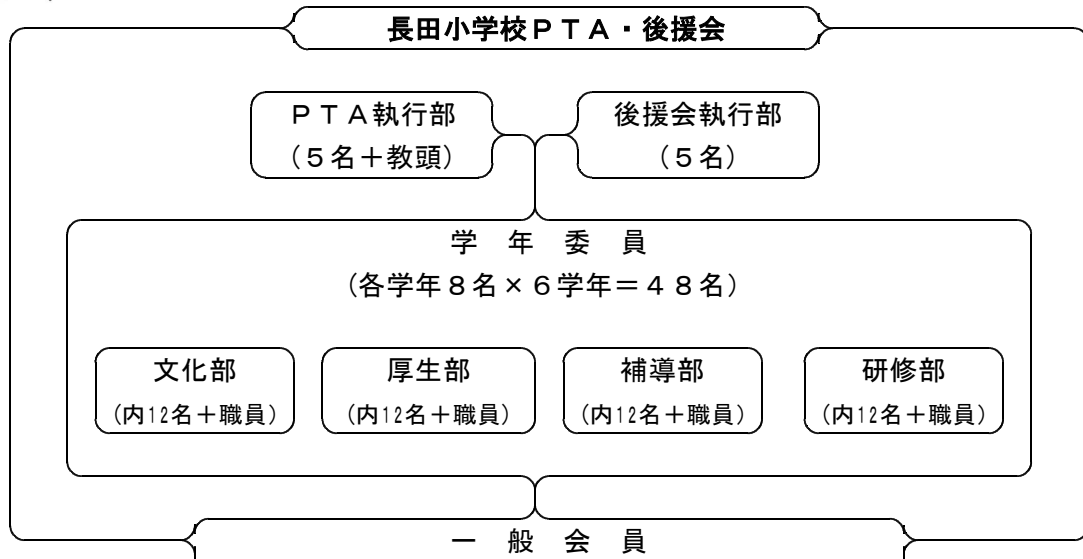 長田小学校ＰＴＡ・後援会
ＰＴＡ執行部
（５名＋教頭）
後援会執行部
（５名）
学年委員
（各学年８名×６学年＝４８名）
文化部
（内12名＋職員）
厚生部
（内12名＋職員）
補導部
（内12名＋職員）
研修部
（内12名＋職員）
一般会員